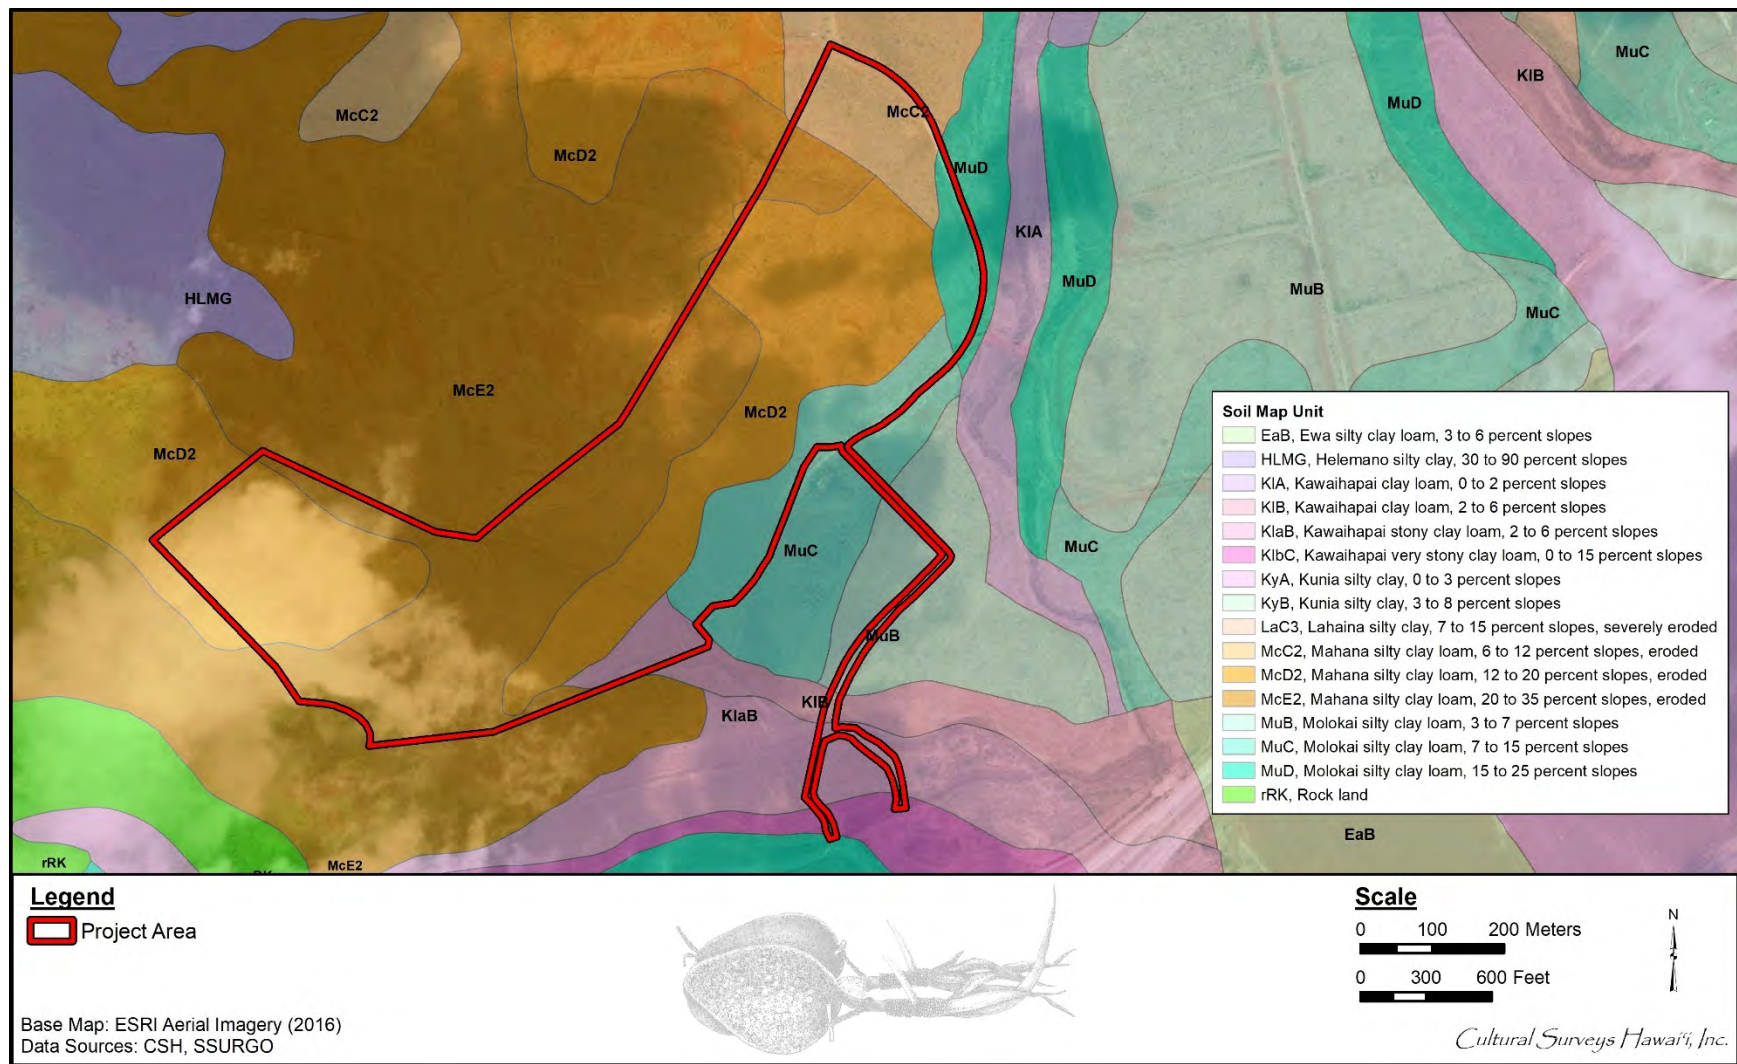 McC2
McD2
McC2
MuD
KIB
MuC
MuD
KIA
MuD
HLMG
MuB
MuC
McE2
McD2
McD2
MuC
MuC
MuB
KIB
KlaB
EaB
rRK
McE2
Soil Map Unit
EaB, Ewa silty clay loam, 3 to 6 percent slopes
HLMG, Helemano silty clay, 30 to 90 percent slopes
KlA, Kawaihapai clay loam, 0 to 2 percent slopes
KlB, Kawaihapai clay loam, 2 to 6 percent slopes
KlaB, Kawaihapai stony clay loam, 2 to 6 percent slopes
KlbC, Kawaihapai very stony clay loam, 0 to 15 percent slopes
KyA, Kunia silty clay, 0 to 3 percent slopes
KyB, Kunia silty clay, 3 to 8 percent slopes
LaC3, Lahaina silty clay, 7 to 15 percent slopes, severely eroded
McC2, Mahana silty clay loam, 6 to 12 percent slopes, eroded
McD2, Mahana silty clay loam, 12 to 20 percent slopes, eroded
McE2, Mahana silty clay loam, 20 to 35 percent slopes, eroded
MuB, Molokai silty clay loam, 3 to 7 percent slopes
MuC, Molokai silty clay loam, 7 to 15 percent slopes
MuD, Molokai silty clay loam, 15 to 25 percent slopes
rRK, Rock land
Legend
Project Area
Base Map: ESRI Aerial Imagery (2016)
Data Sources: CSH, SSURGO
Scale
0 100 200 Meters
0 300 600 Feet
N
Cultural Surveys Hawai‘i, Inc.